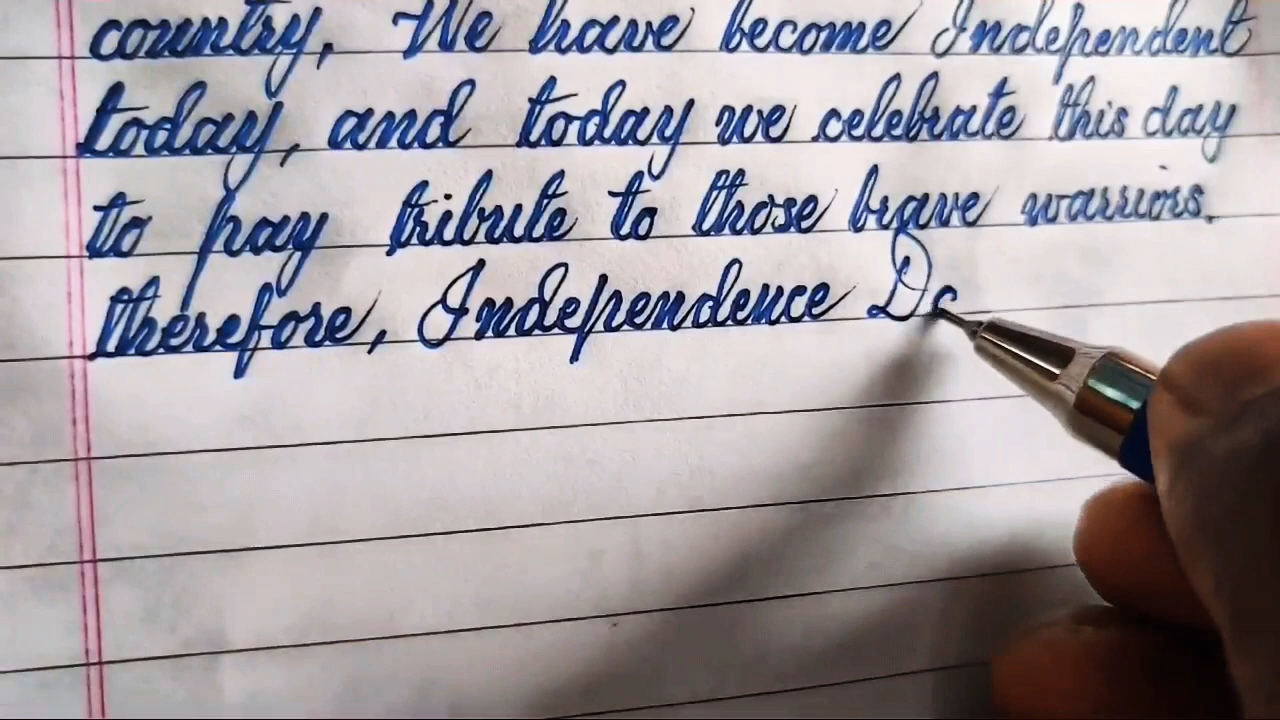 country, We have become Independent
today, and today we celebrate this day
to pay tribute to those brave warriors.
therefore, Independence Da